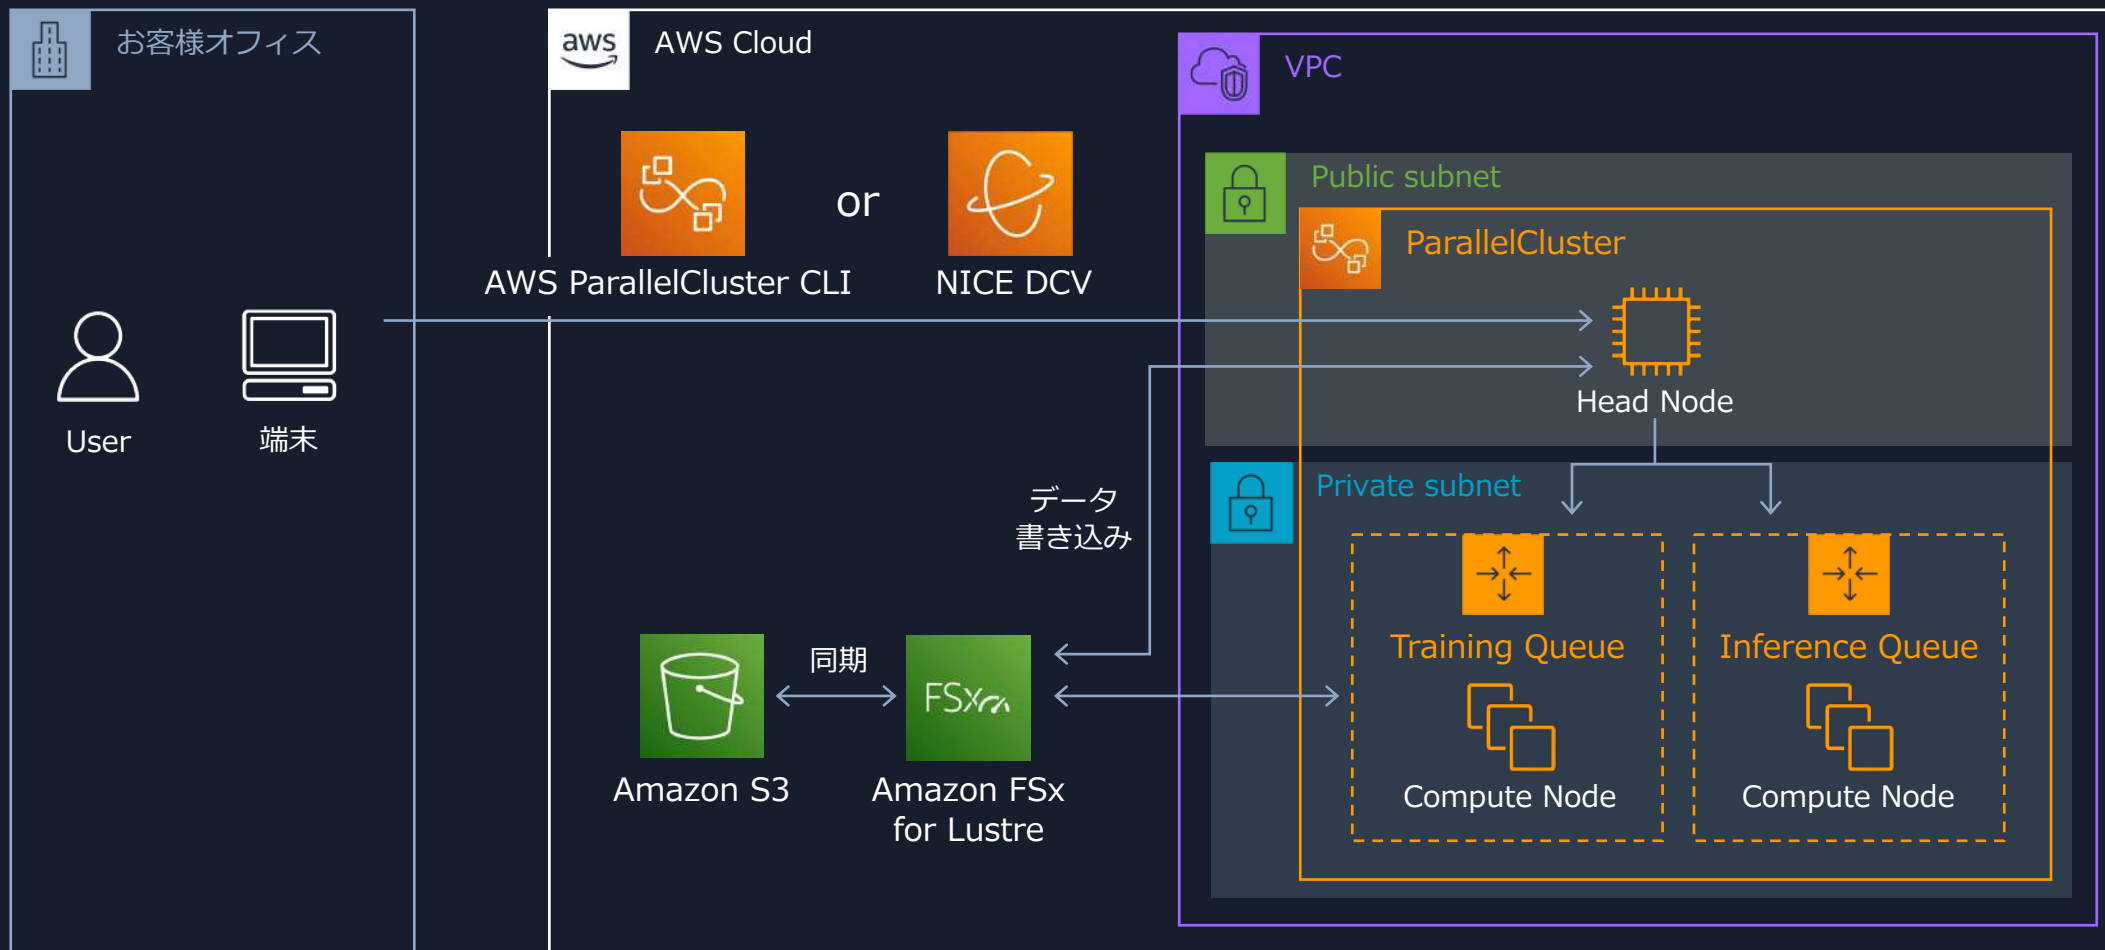 お客様オフィス
User
端末
aws
AWS Cloud
AWS ParallelCluster CLI
or
NICE DCV
データ
書き込み
同期
FSx
Amazon S3
Amazon FSx
for Lustre
VPC
Public subnet
ParallelCluster
Head Node
Private subnet
Training Queue
Compute Node
Inference Queue
Compute Node